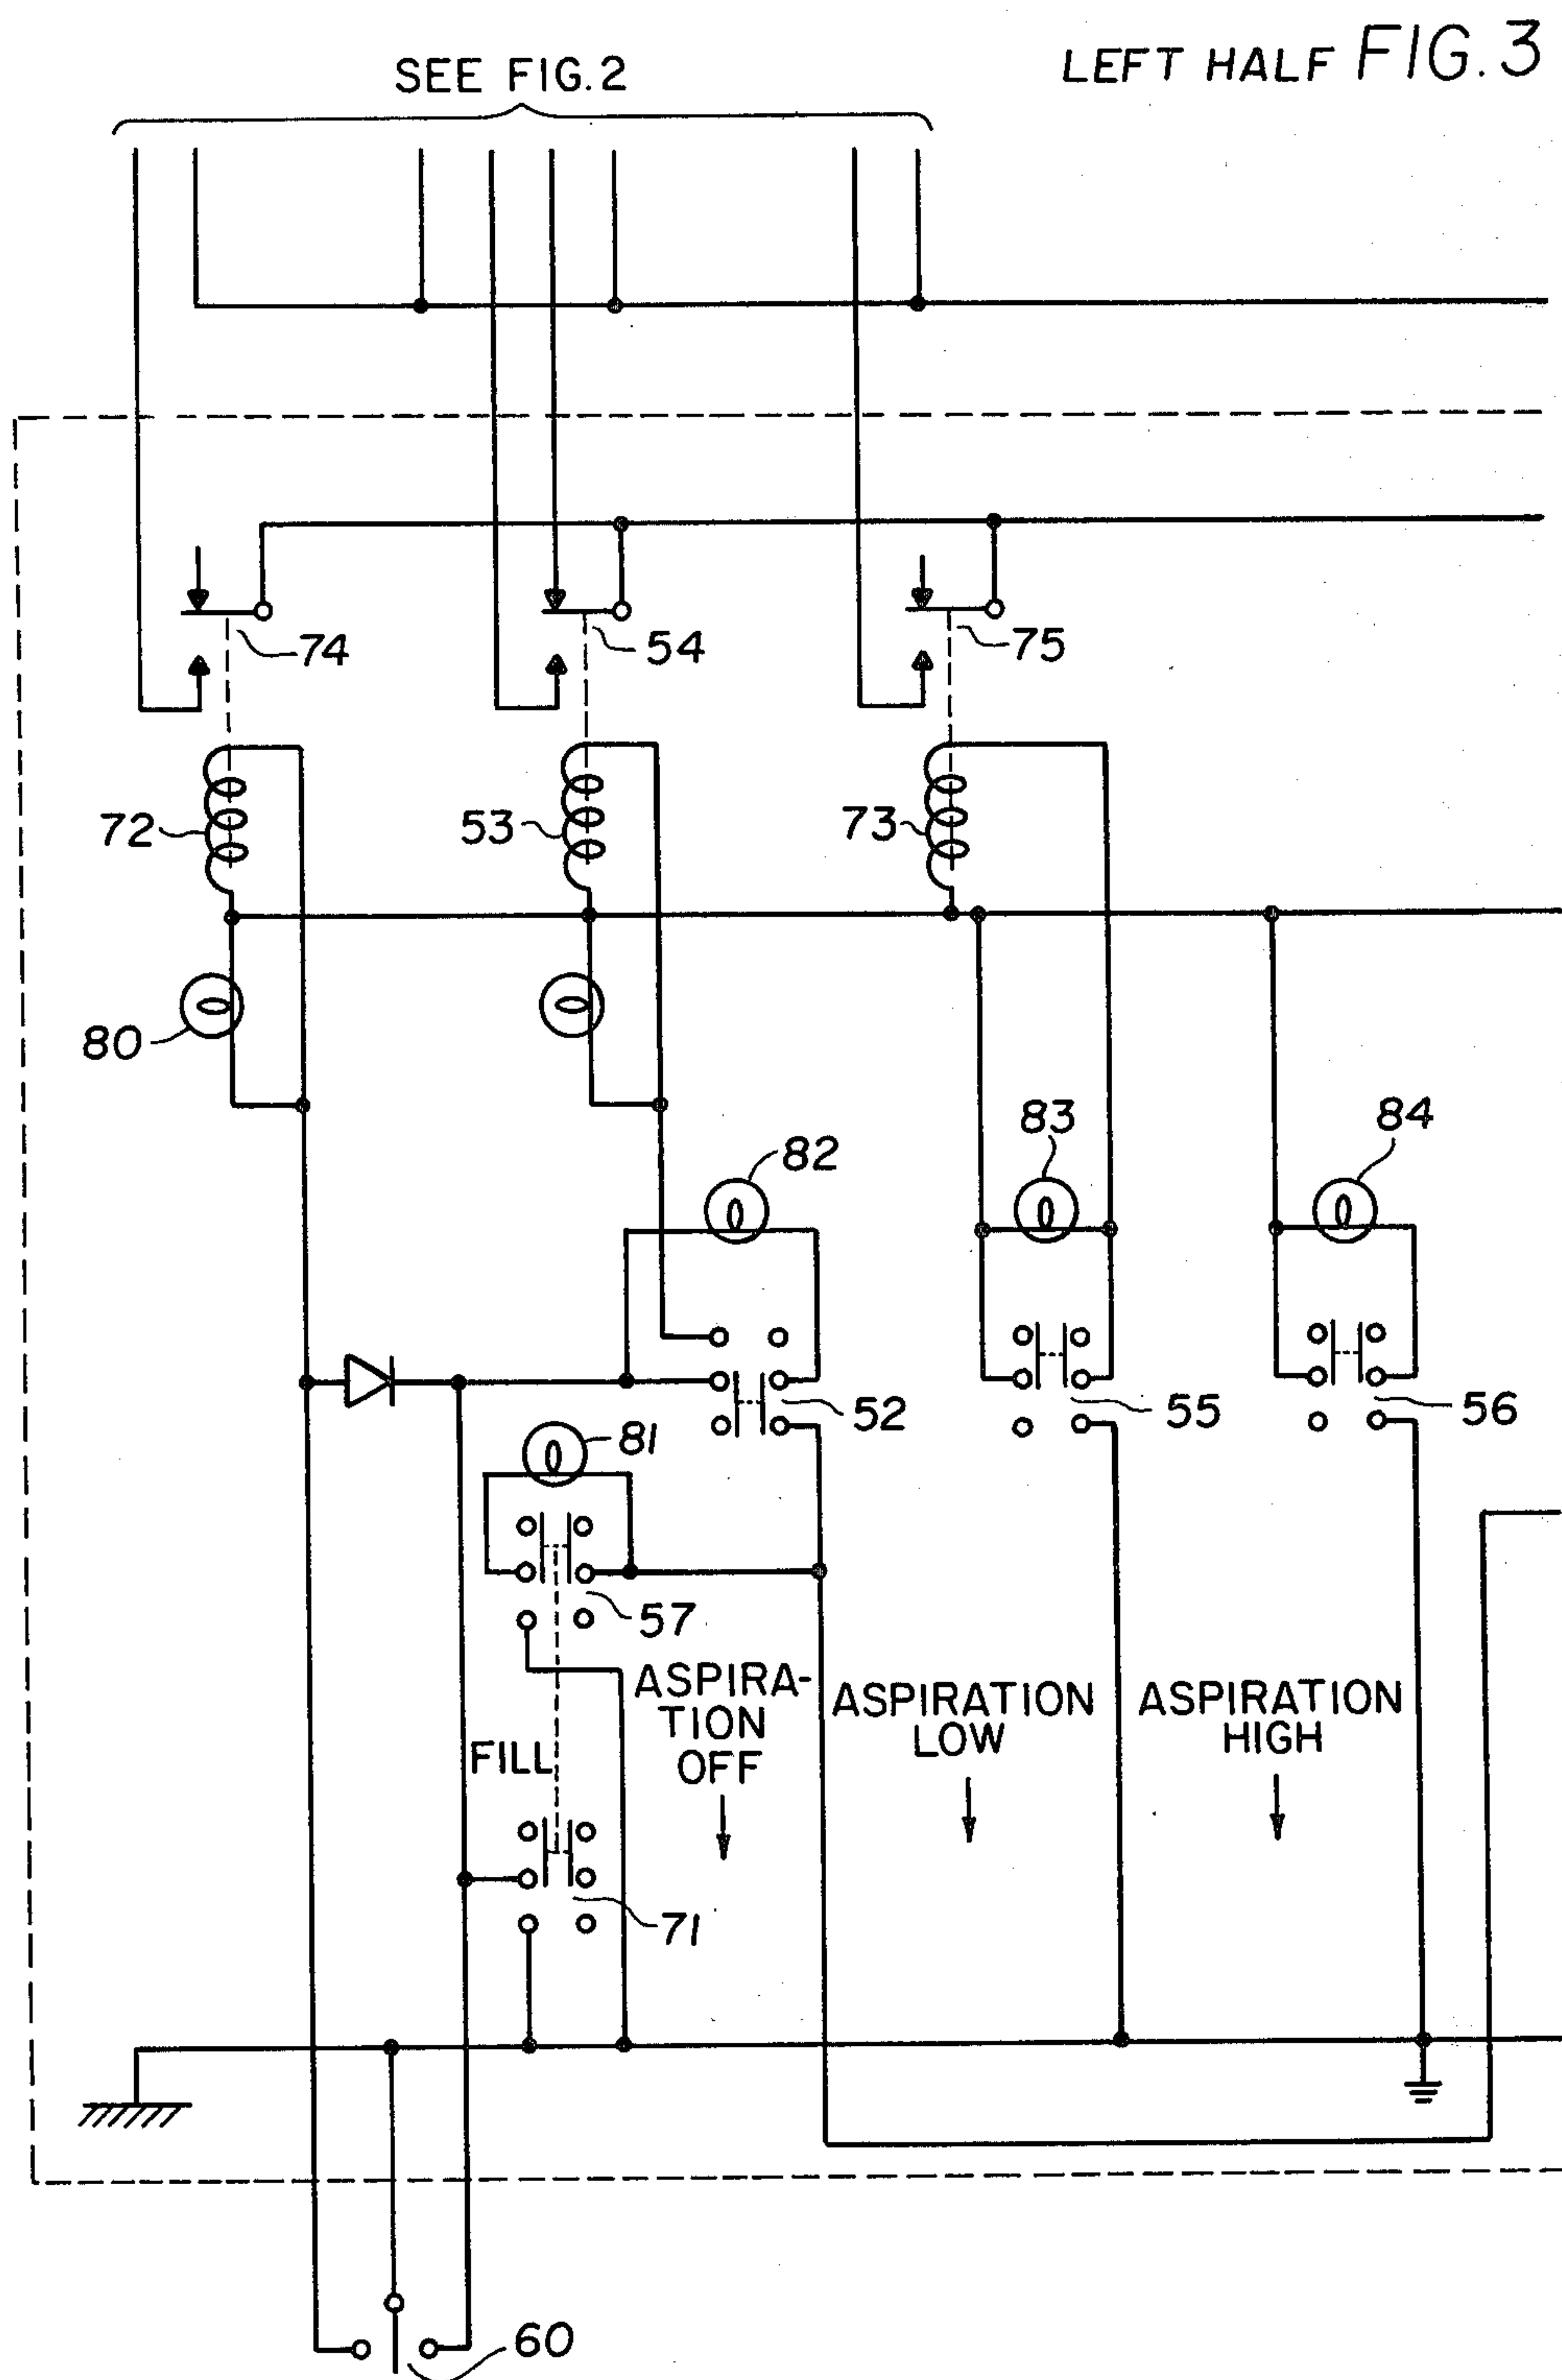 LEFT HALF FIG. 3
SEE FIG. 2
74
54
75
72
53
73
80
82
83
84
52
55
56
81
57
ASPIRA-
TION
OFF
ASPIRATION
LOW
ASPIRATION
HIGH
FILL
71
60